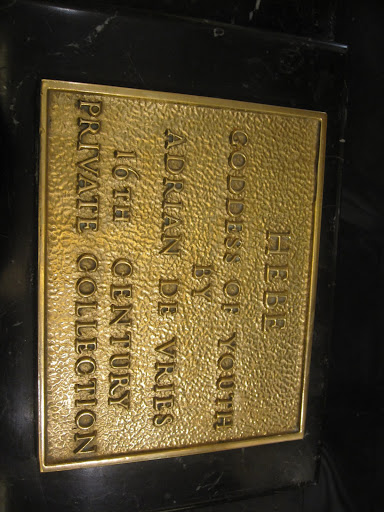 HEBE
GODDESS OF YOUTH
BY
ADRIAN DE VRIES
16TH CENTURY
PRIVATE COLLECTION